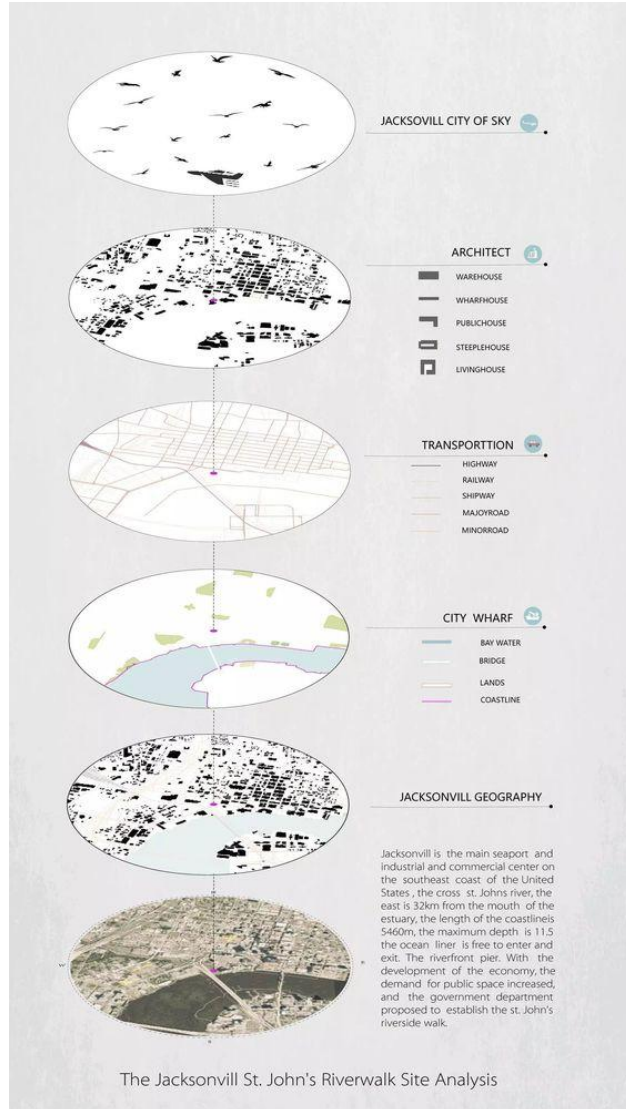 JACKSOVILL CITY OF SKY
ARCHITECT
WAREHOUSE
WHARFHOUSE
PUBLICHOUSE
STEEPLEHOUSE
LIVINGHOUSE
TRANSPORTTION
HIGHWAY
RAILWAY
SHIPWAY
MAJOYROAD
MINORROAD
CITY WHARF
BAY WATER
BRIDGE
LANDS
COASTLINE
JACKSONVILL GEOGRAPHY
Jacksonvill is the main seaport and
industrial and commercial center on
the southeast coast of the United
States , the cross st. Johns river, the
east is 32km from the mouth of the
estuary, the length of the coastlineis
5460m, the maximum depth is 11.5
the ocean liner is free to enter and
exit. The riverfront pier. With the
development of the economy, the
demand for public space increased,
and the government department
proposed to establish the st. John's
riverside walk.
The Jacksonvill St. John's Riverwalk Site Analysis